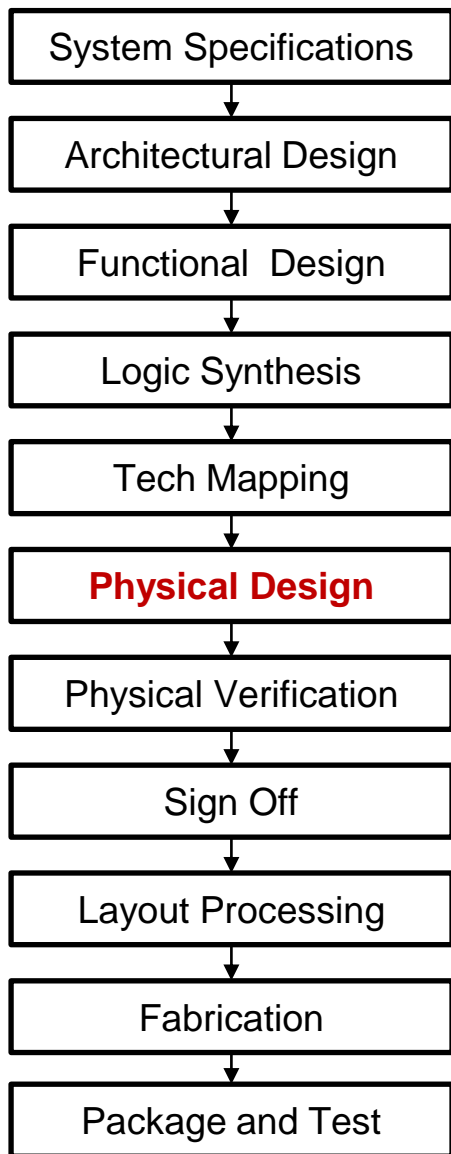 System Specifications
Architectural Design
Functional  Design
Logic Synthesis
Tech Mapping
Physical Design
Physical Verification
Sign Off
Layout Processing
Fabrication
Package and Test